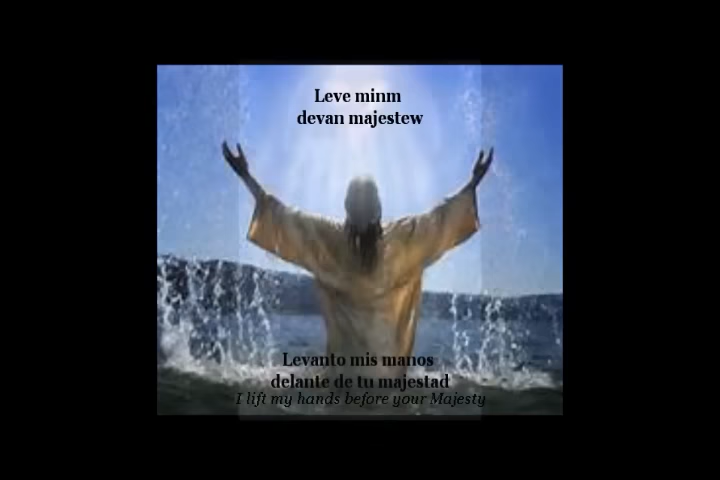 Leve minm
devan majestew
Levanto mis manos
delante de tu majestad
I lift my hands before your Majesty